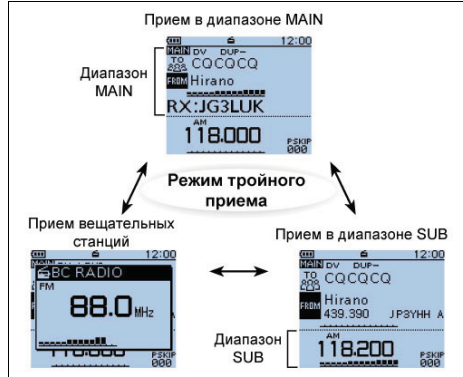 Прием в диапазоне MAIN
12:00
MAIN DV DUP-
TO CQCQCQ
FROM Hirano
RX:JG3LUK
AM
118.000
PSKIP
000
Диапазон
MAIN
Режим тройного
приема
Прием вещательных
станций
12:00
BC RADIO
FM
88.0 MHz
A
PSKIP
000
Прием в диапазоне SUB
12:00
MAIN DV DUP-
TO CQCQCQ
FROM Hirano
439.390 JP3YHH A
AM
118.200
PSKIP
000
Диапазон
SUB